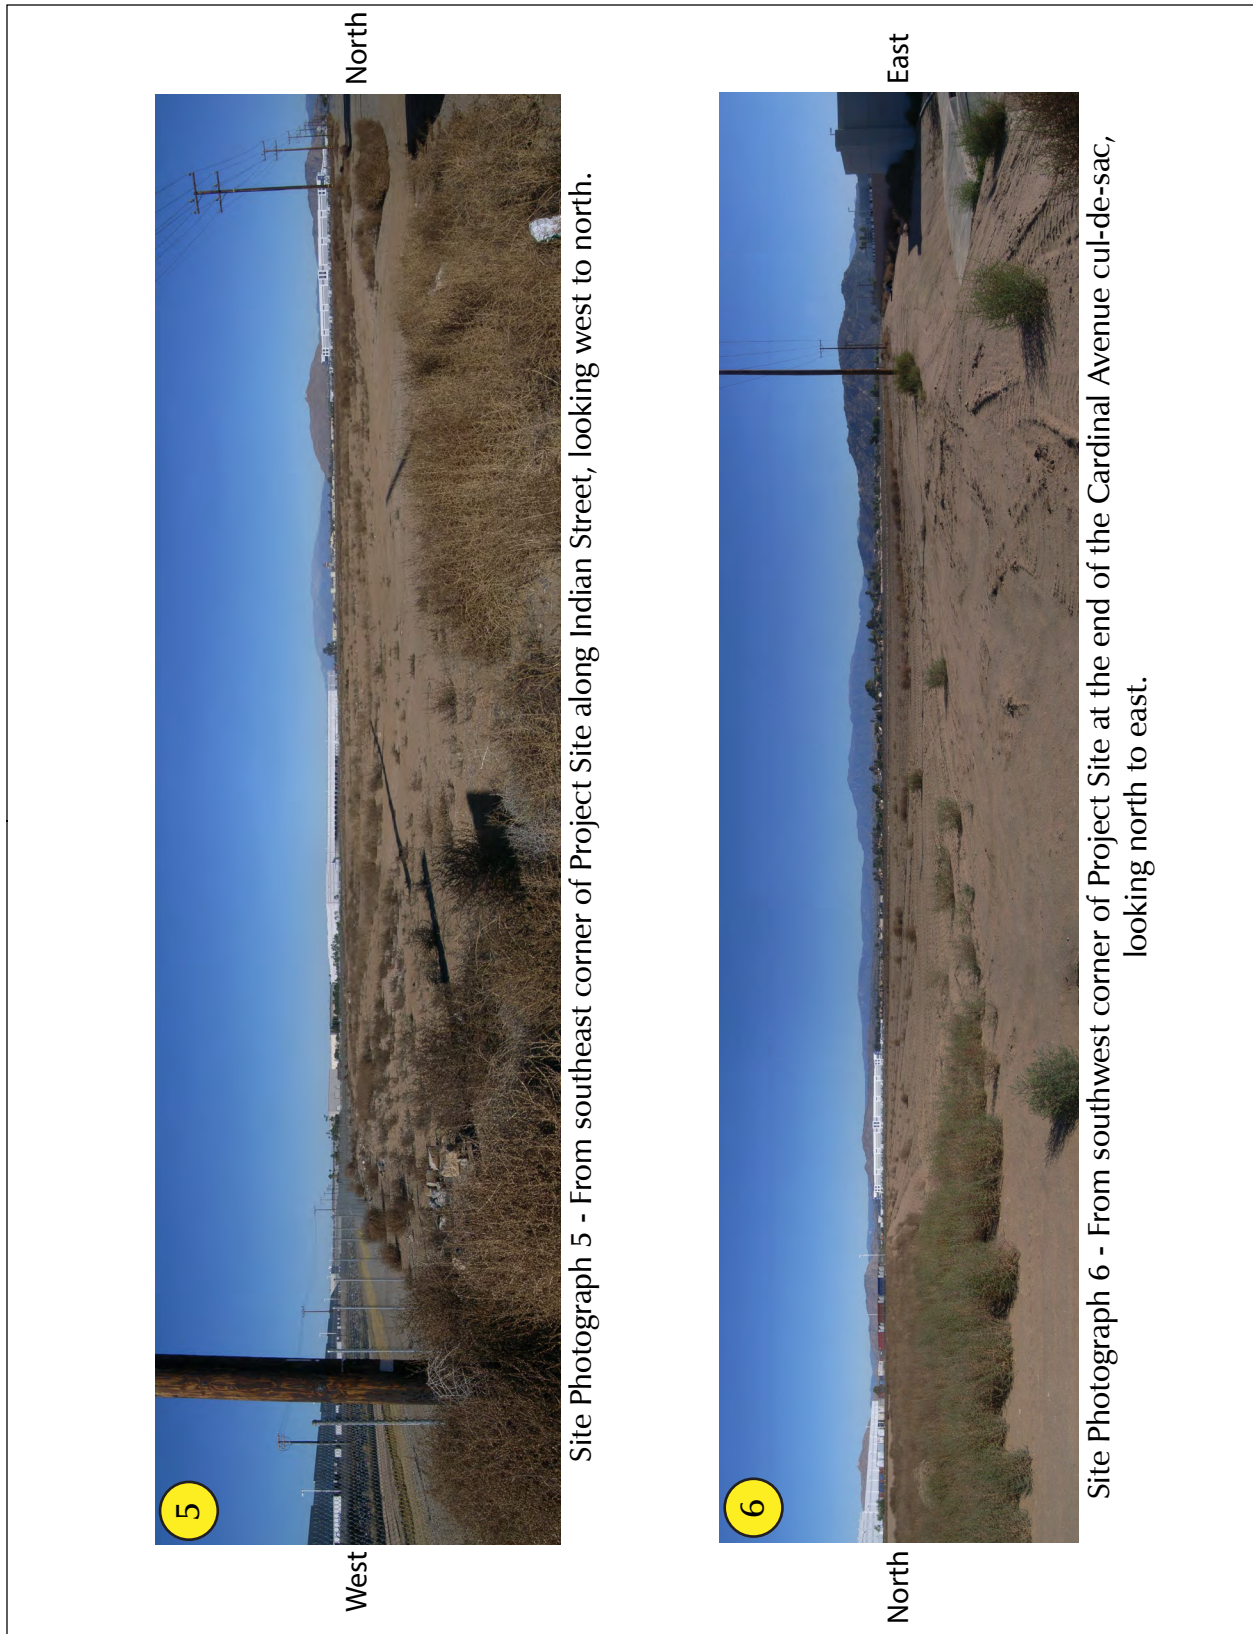 5
West
North
Site Photograph 5 - From southeast corner of Project Site along Indian Street, looking west to north.
6
North
East
Site Photograph 6 - From southwest corner of Project Site at the end of the Cardinal Avenue cul-de-sac,
looking north to east.